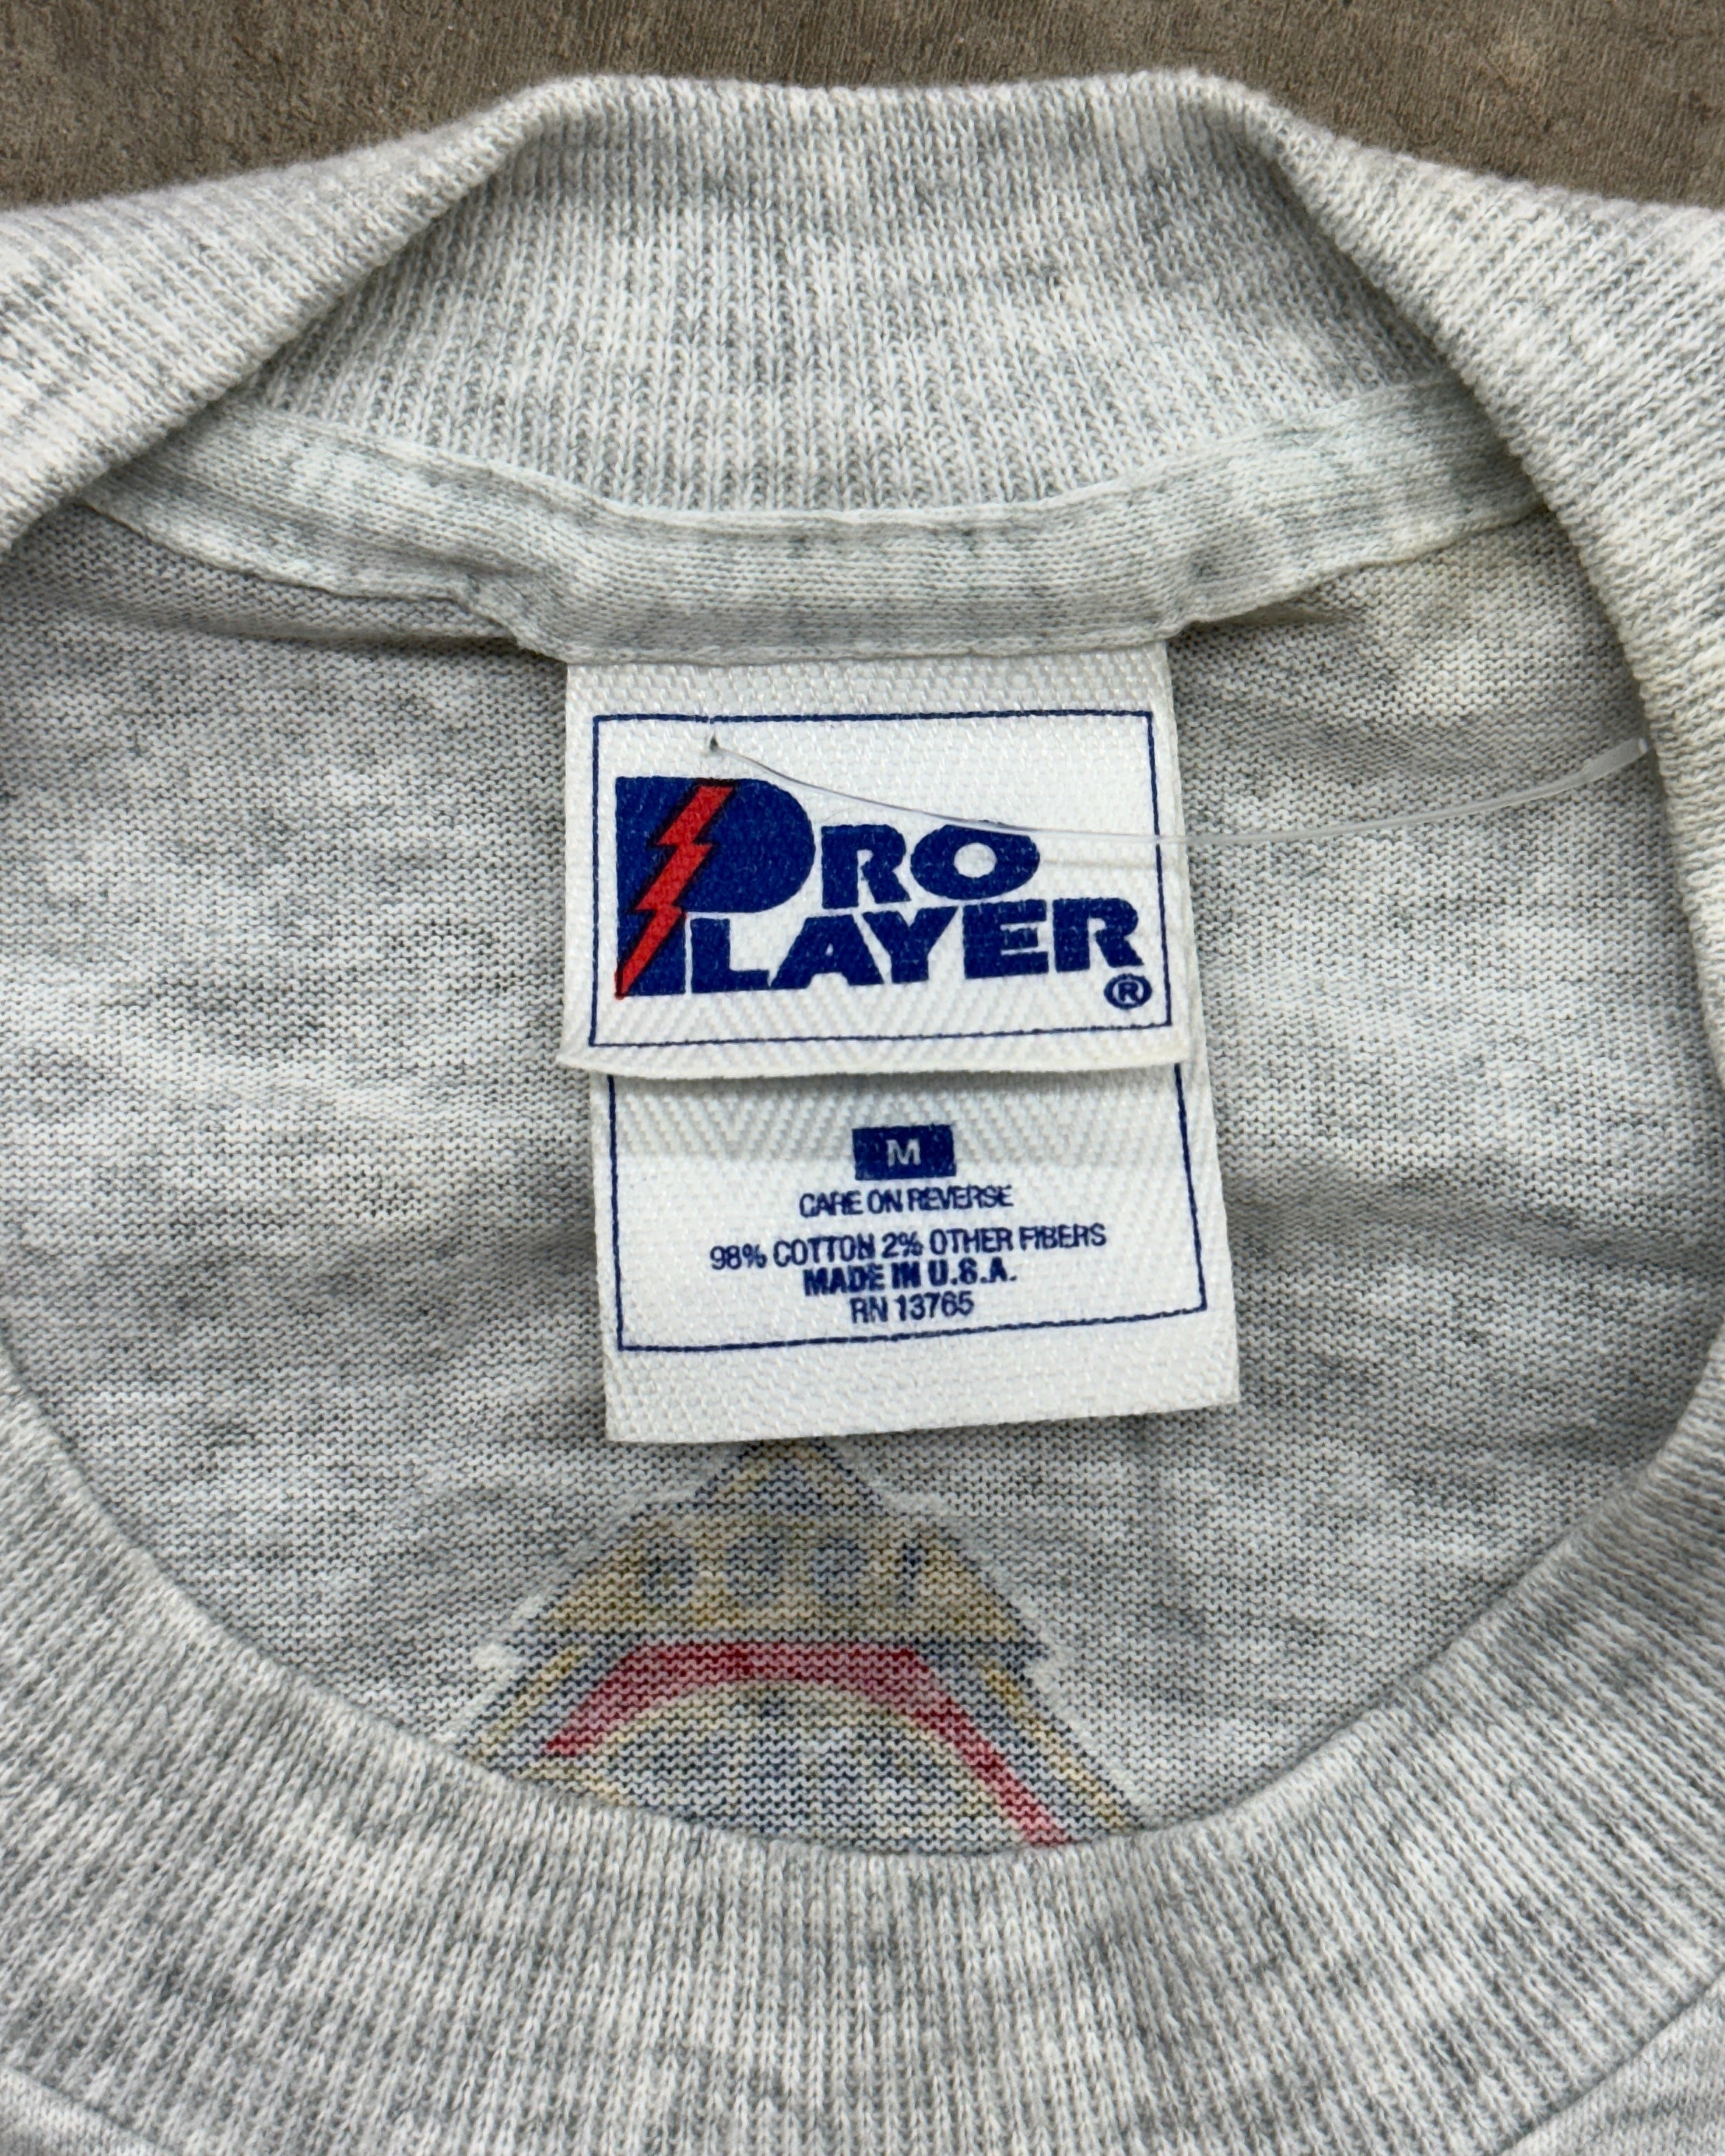 PRO
PLAYER
®
M
CARE ON REVERSE
98% COTTON 2% OTHER FIBERS
MADE IN U.S.A.
RN 13765